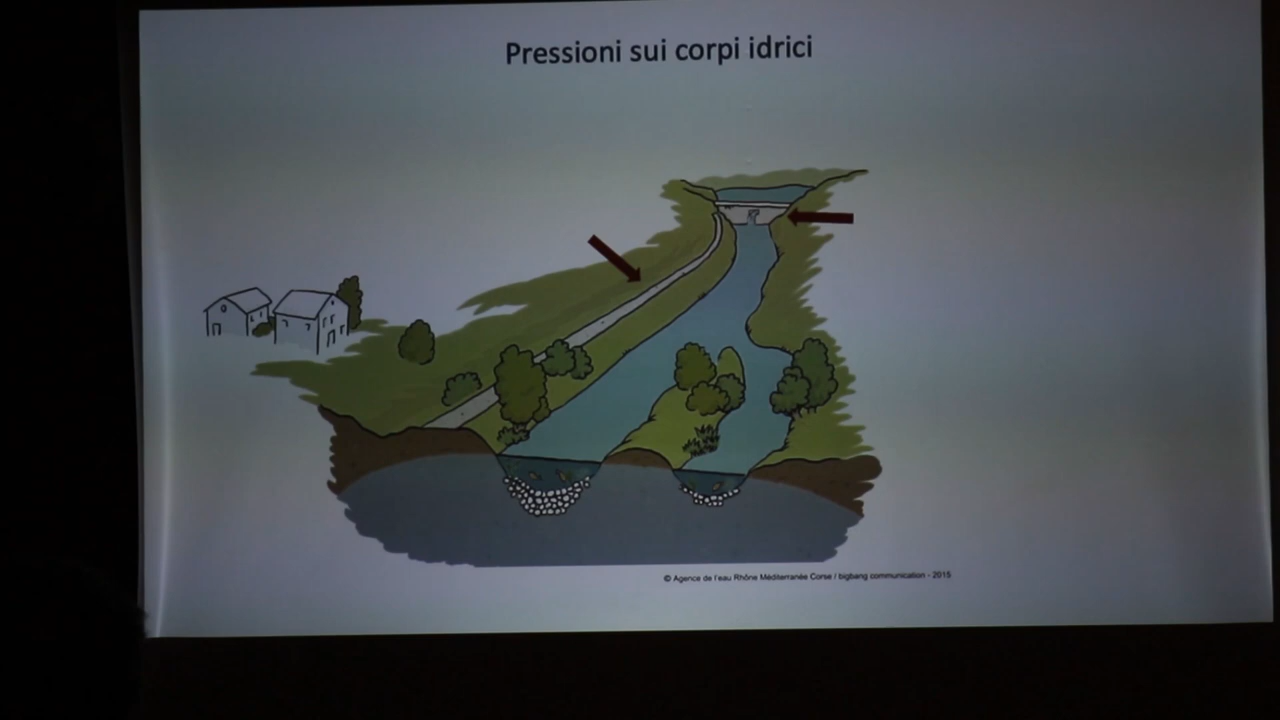 Pressioni sui corpi idrici
© Agence de l'eau Rhône Méditerranée Corse / bigbang communication - 2015